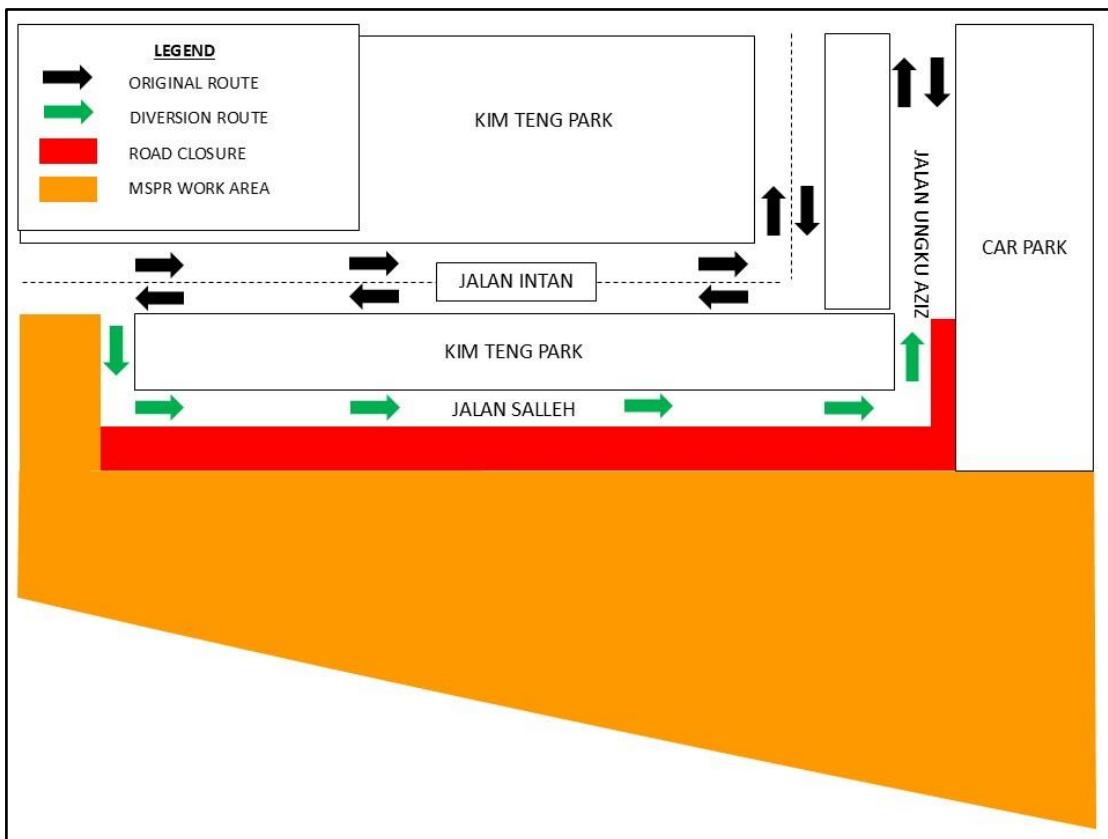 LEGEND
ORIGINAL ROUTE
DIVERSION ROUTE
ROAD CLOSURE
MSPR WORK AREA
KIM TENG PARK
JALAN UNGKU AZIZ
CAR PARK
JALAN INTAN
KIM TENG PARK
JALAN SALLEH